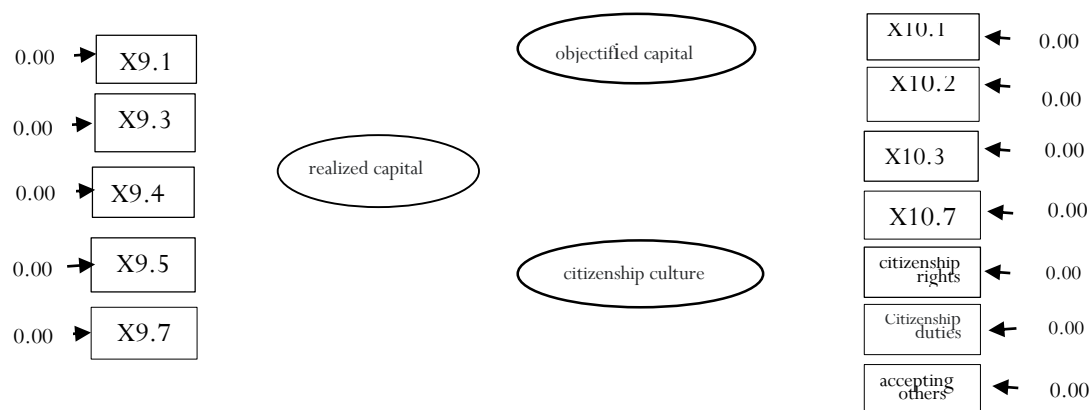 0.00
X9.1
0.00
X9.3
0.00
X9.4
0.00
X9.5
0.00
X9.7
realized capital
objectified capital
citizenship culture
X10.1
0.00
X10.2
0.00
X10.3
0.00
X10.7
0.00
citizenship
rights
0.00
Citizenship
duties
0.00
accepting
others
0.00